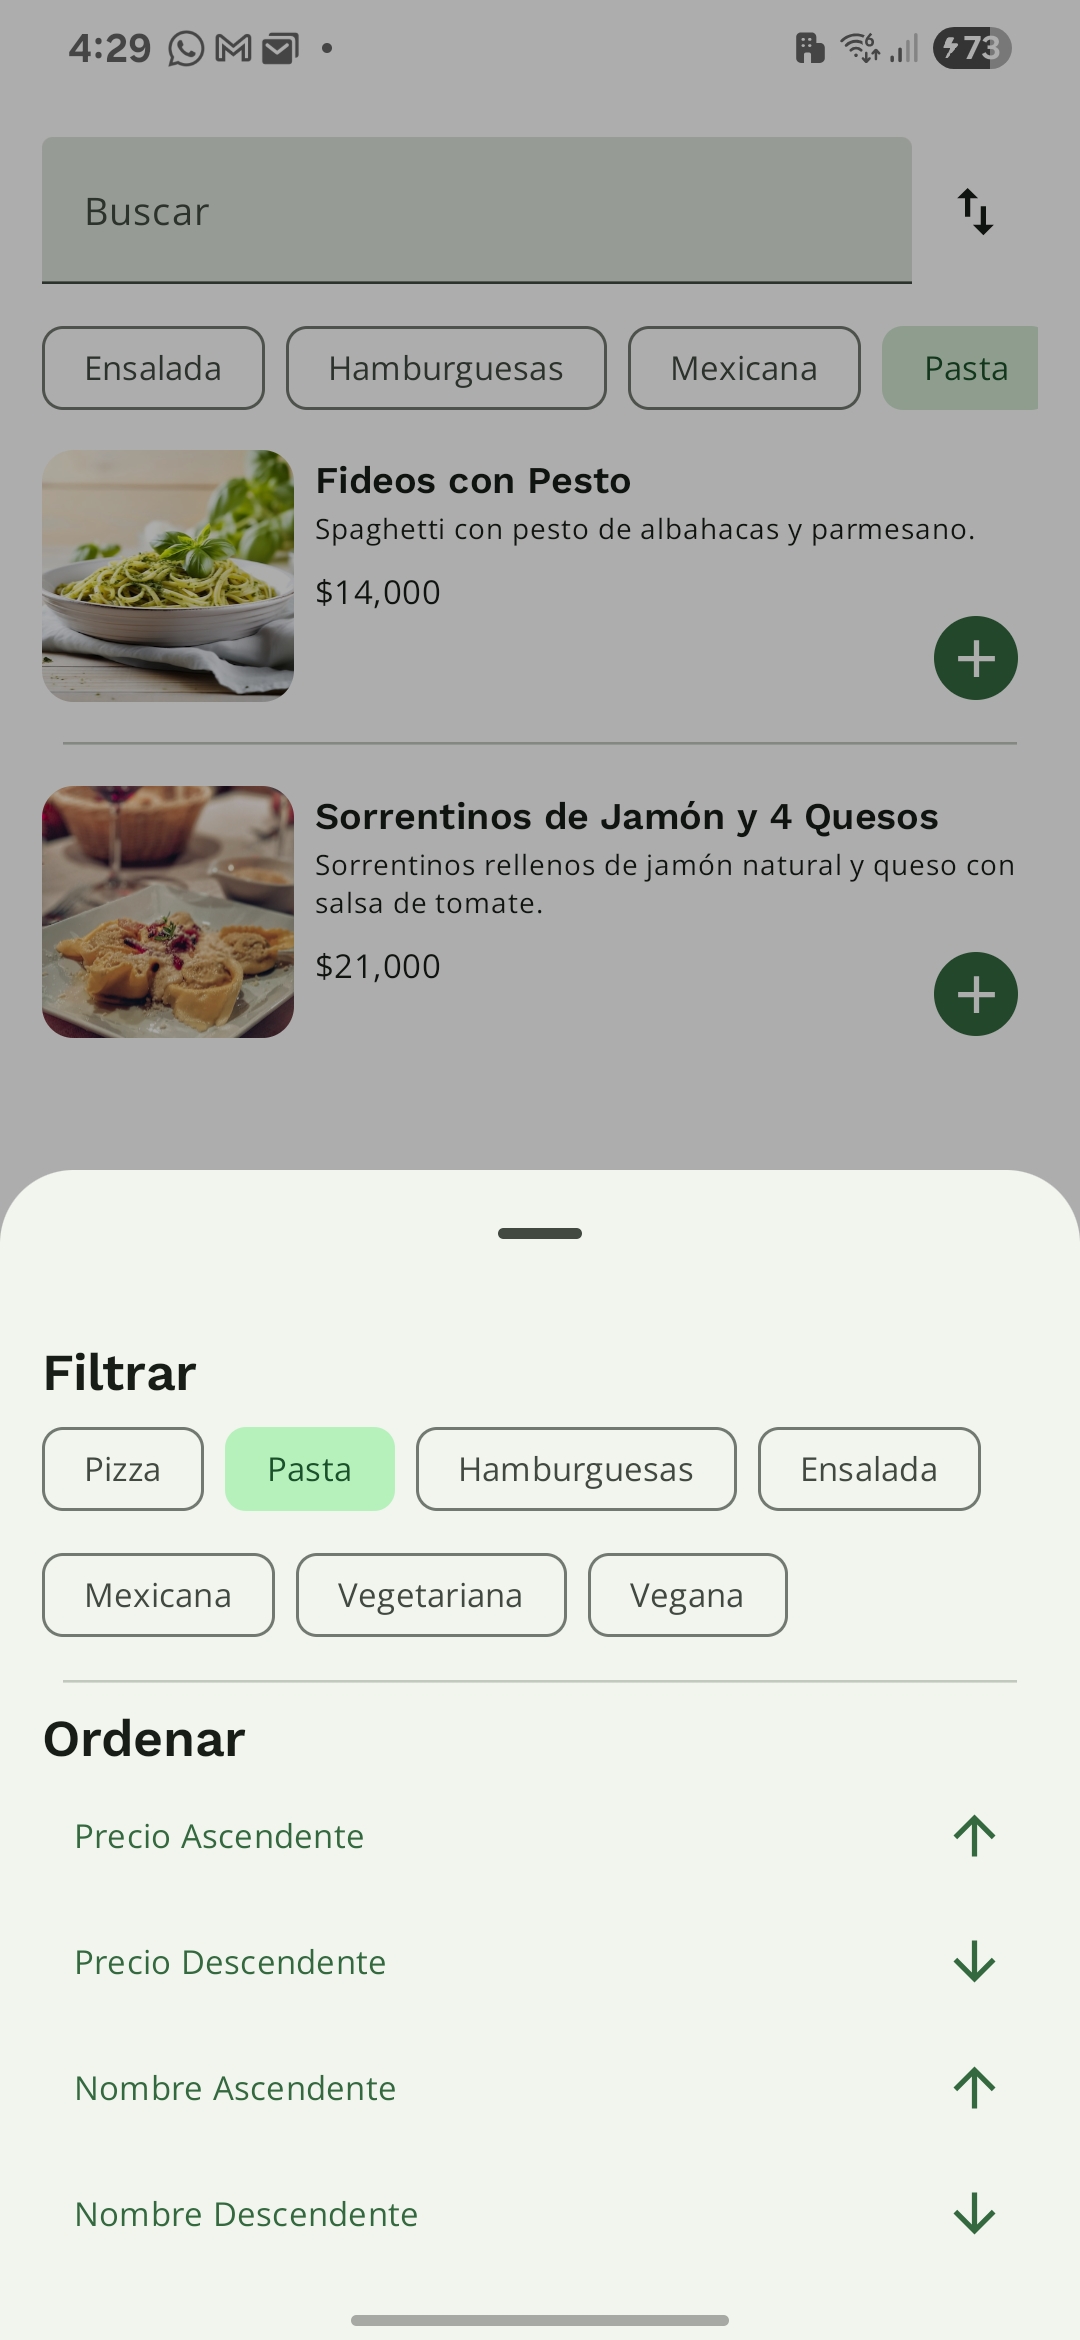 4:29
6
73
Buscar
Ensalada Hamburguesas Mexicana Pasta
Fideos con Pesto
Spaghetti con pesto de albahacas y parmesano.
$14,000
Sorrentinos de Jamón y 4 Quesos
Sorrentinos rellenos de jamón natural y queso con
salsa de tomate.
$21,000
Filtrar
Pizza Pasta Hamburguesas Ensalada
Mexicana Vegetariana Vegana
Ordenar
Precio Ascendente
Precio Descendente
Nombre Ascendente
Nombre Descendente